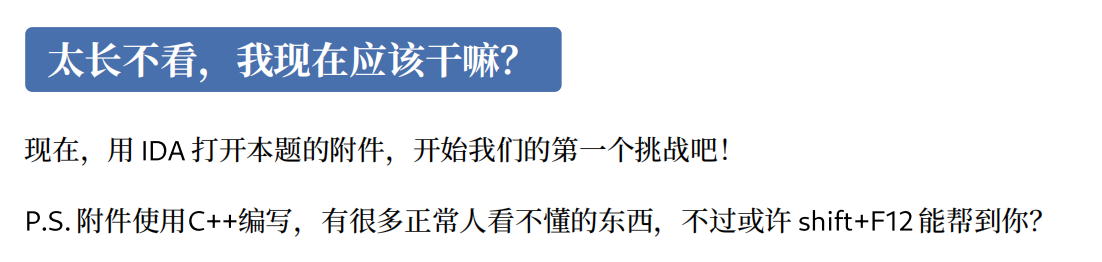 太长不看，我现在应该干嘛？
现在，用 IDA 打开本题的附件，开始我们的第一个挑战吧！
P.S. 附件使用C++编写，有很多正常人看不懂的东西，不过或许 shift+F12 能帮到你？